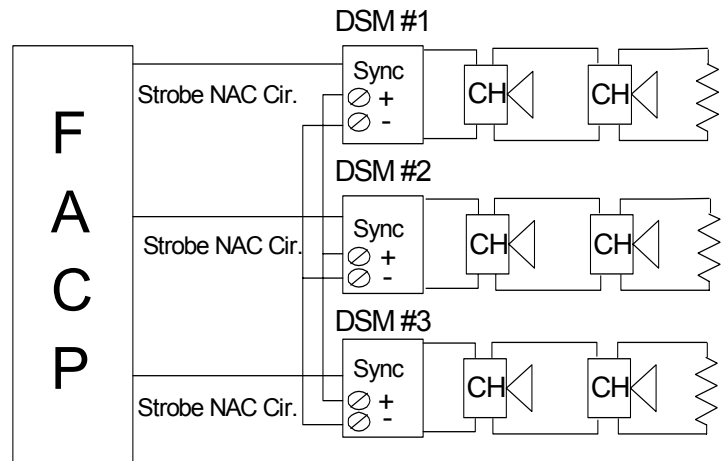 DSM #1
Sync
+
-
Strobe NAC Cir.
CH
CH
DSM #2
Sync
+
-
Strobe NAC Cir.
CH
CH
DSM #3
Sync
+
-
Strobe NAC Cir.
CH
CH
F
A
C
P